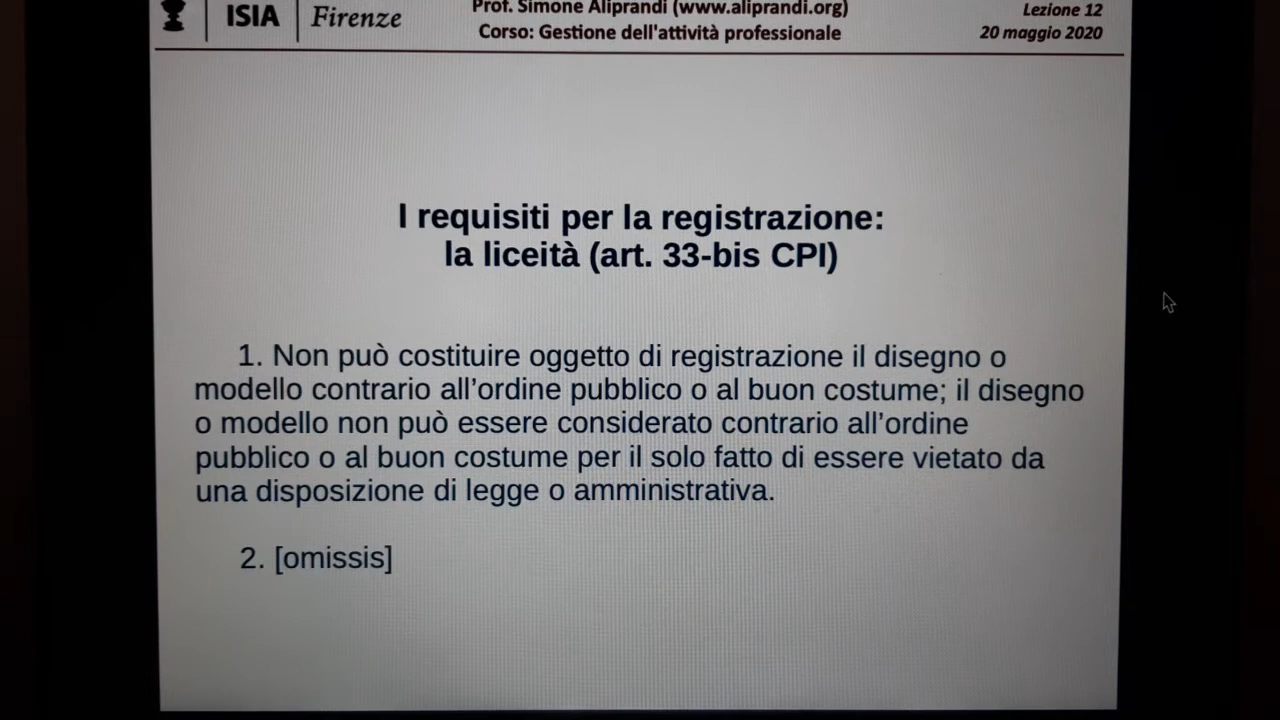 ISIA Firenze
Prof. Simone Aliprandi (www.aliprandi.org)
Corso: Gestione dell'attività professionale
Lezione 12
20 maggio 2020
I requisiti per la registrazione:
la liceità (art. 33-bis CPI)
1. Non può costituire oggetto di registrazione il disegno o
modello contrario all’ordine pubblico o al buon costume; il disegno
o modello non può essere considerato contrario all’ordine
pubblico o al buon costume per il solo fatto di essere vietato da
una disposizione di legge o amministrativa.
2. [omissis]